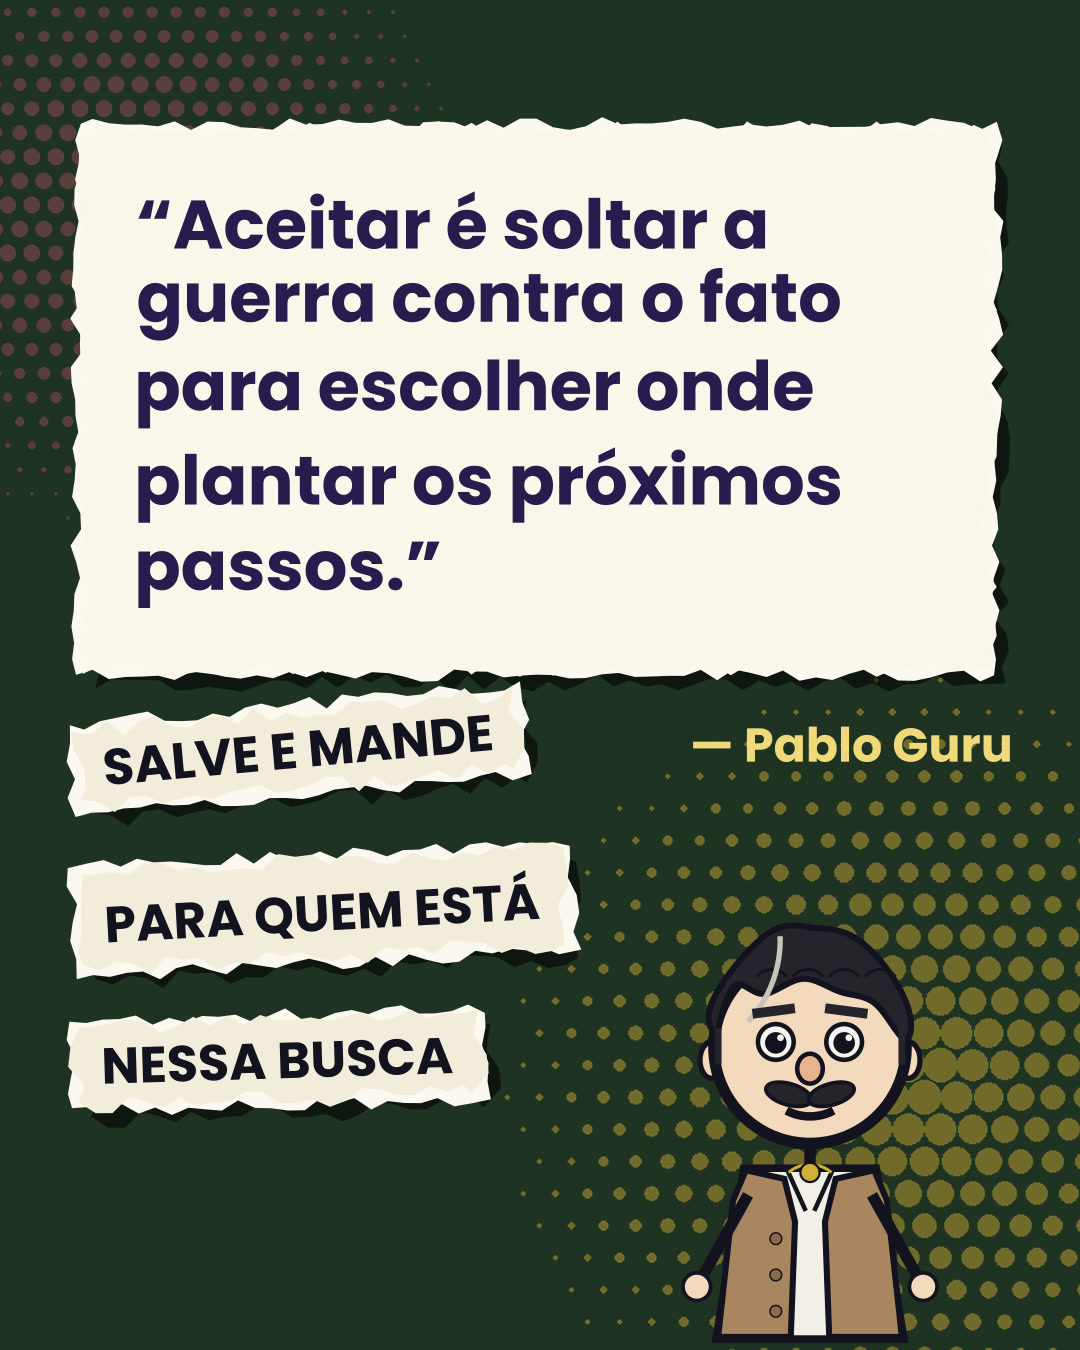 “Aceitar é soltar a
guerra contra o fato
para escolher onde
plantar os próximos
passos.”
— Pablo Guru
SALVE E MANDE
PARA QUEM ESTÁ
NESSA BUSCA